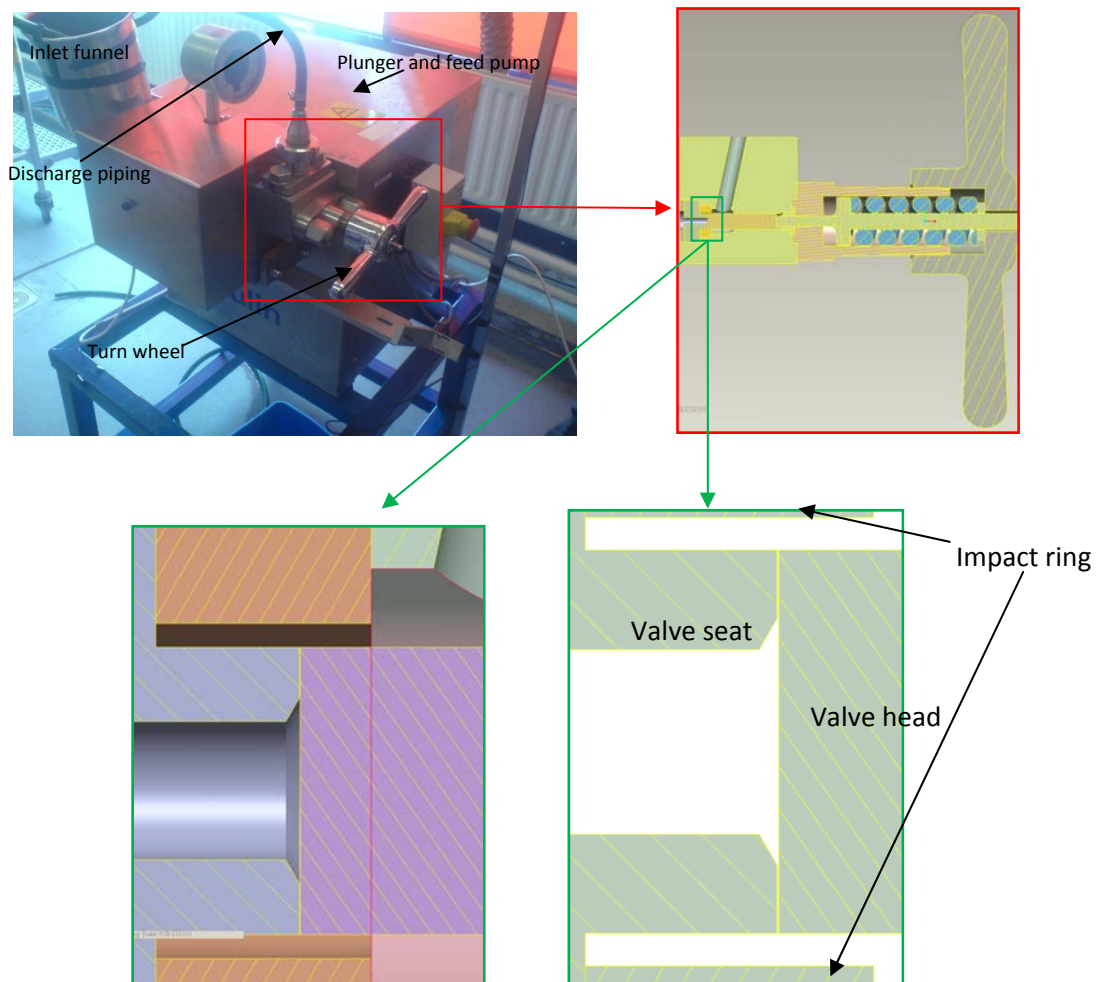 Inlet funnel
Plunger and feed pump
Discharge piping
Turn wheel
Impact ring
Valve seat
Valve head